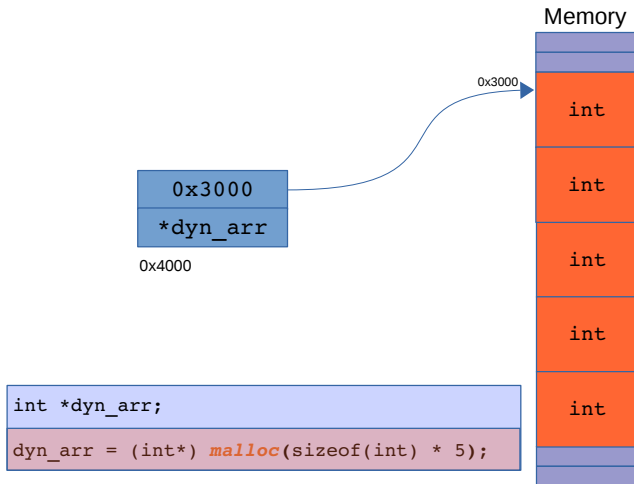 Memory
0x3000
int
int
0x3000
*dyn_arr
int
0x4000
int
int
int *dyn_arr;
dyn_arr = (int*) malloc(sizeof(int) * 5);